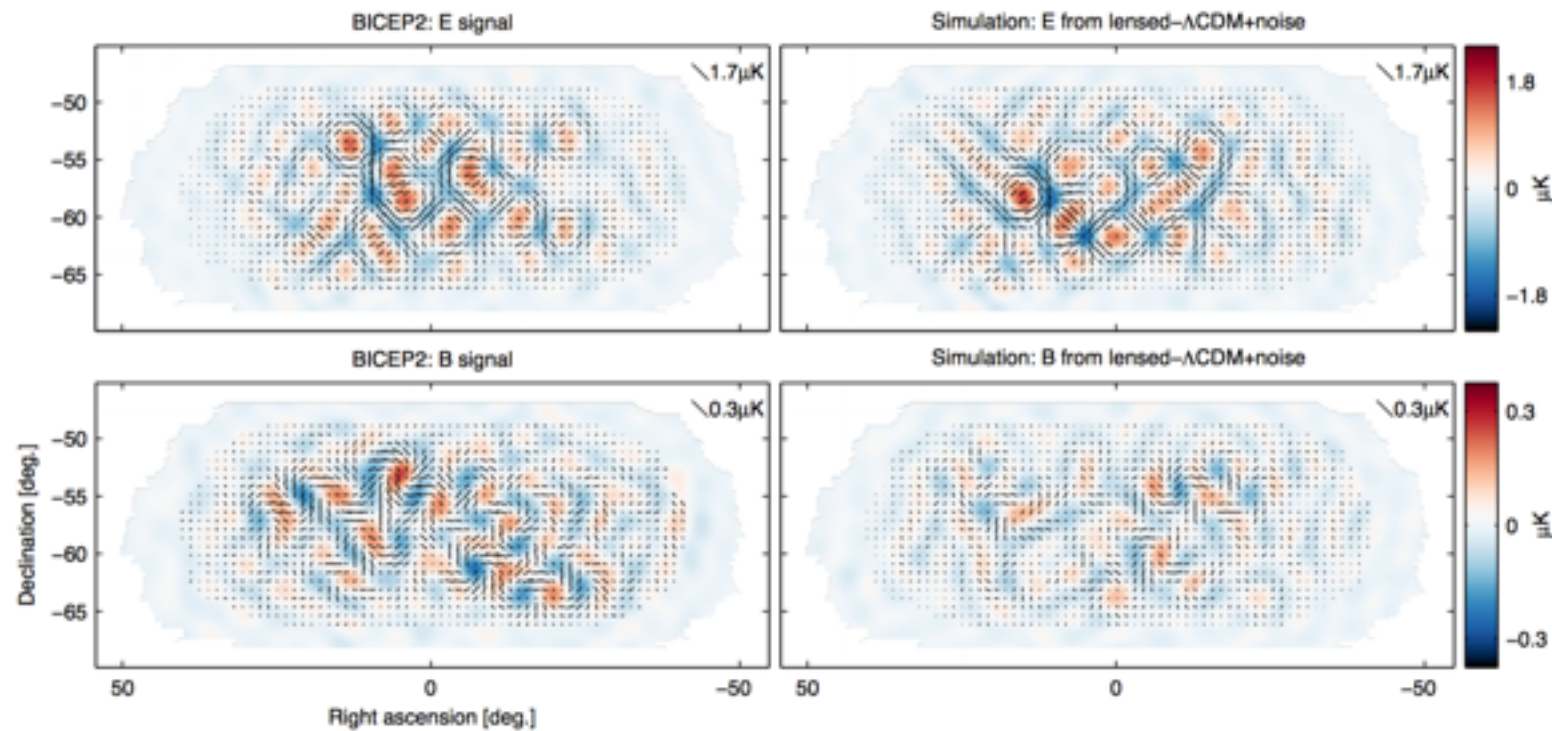 BICEP2: E signal
Simulation: E from lensed–ΛCDM+noise
1.7μK
1.7μK
−50
−55
−60
−65
1.8
0
−1.8
μK
BICEP2: B signal
Simulation: B from lensed–ΛCDM+noise
0.3μK
0.3μK
−50
−55
−60
−65
0.3
0
−0.3
μK
Declination [deg.]
50
0
−50
50
0
−50
Right ascension [deg.]